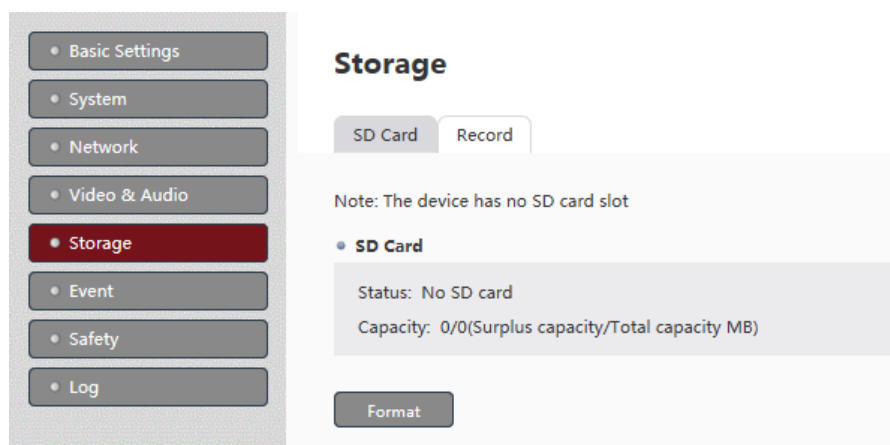 Basic Settings
System
Network
Video & Audio
Storage
Event
Safety
Log
Storage
SD Card
Record
Note: The device has no SD card slot
SD Card
Status: No SD card
Capacity: 0/0(Surplus capacity/Total capacity MB)
Format